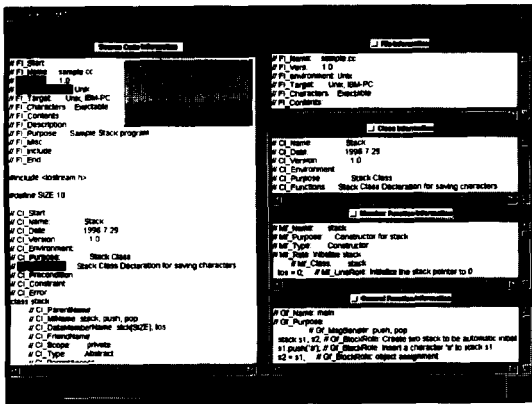 Source Code Information
// FI_Start
// FI_Name sample.cc
1.0
Unix
// FI_Target Unix, IBM-PC
// FI_Characters Exectable
// FI_Contents
// FI_Description
// FI_Purpose Sample Stack program
// FI_Misc
// FI_Include
// FI_End
#include <iostream.h>
#define SIZE 10
// CI_Start
// CI_Name: Stack
// CI_Date 1998 7 29
// CI_Version 1.0
// CI_Environment:
// CI_Purpose: Stack Class
Stack Class Declaration for saving characters
// CI_Precondition
// CI_Constraint
// CI_Error
class stack
// CI_ParentName
// CI_MfName stack, push, pop
// CI_DataMemberName stck[SIZE], tos
// CI_FriendName
// CI_Scope private
// CI_Type Abstract
File Information
// FI_Name: sample.cc
// FI_Vers 1.0
// FI_Environment Unix
// FI_Target Unix, IBM-PC
// FI_Characters Exectable
// FI_Contents
Class Information
// CI_Name Stack
// CI_Date 1998 7 29
// CI_Version 1.0
// CI_Environment
// CI_Purpose Stack Class
// CI_Functions Stack Class Declaration for saving characters
Member Function Information
// Mf_Name: stack
// Mf_Purpose: Constructor for stack
// Mf_Type: Constructor
// Mf_Role Initialize stack
// Mf_Class: stack
tos = 0; // Mf_LineRole: Initialize the stack pointer to 0
General Function Information
// Gf_Name: main
// Gf_Purpose
// Gf_MsgSender push, pop
stack s1, s2, // Gf_BlockRole: Create two stack to be automatic initial
s1.push('a'); // Gf_BlockRole: Insert a character 'a' to stack s1
s2 = s1, // Gf_BlockRole: object assignment